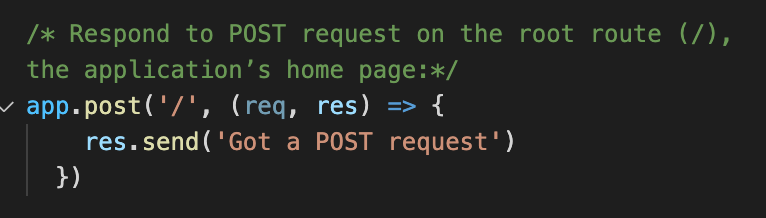 /* Respond to POST request on the root route (/),
the application’s home page:*/
app.post('/', (req, res) => {
res.send('Got a POST request')
})